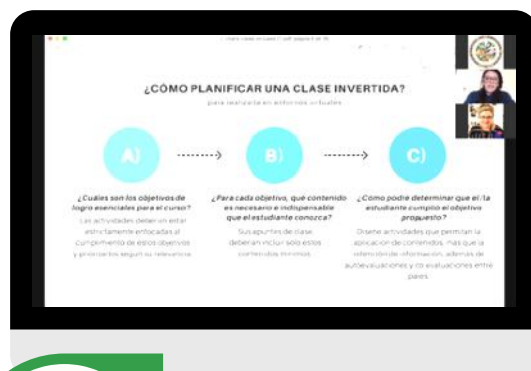 ¿CÓMO PLANIFICAR UNA CLASE INVERTIDA?
para realizarla en entornos virtuales
A)
B)
C)
¿Cuáles son los objetivos de
logro esenciales para el curso?
Las actividades deberían estar
estrictamente enfocadas al
cumplimiento de estos objetivos
y priorizarlos según su relevancia.
¿Para cada objetivo, qué contenido
es necesario e indispensable
que el estudiante conozca?
Sus apuntes de clase,
deberían incluir sólo estos
contenidos mínimos.
¿Cómo podré determinar que el/la
estudiante cumplió el objetivo
propuesto?
Diseñe actividades que permitan la
aplicación de contenidos, más que la
retención de información, además de
autoevaluaciones y co-evaluaciones entre
pares.